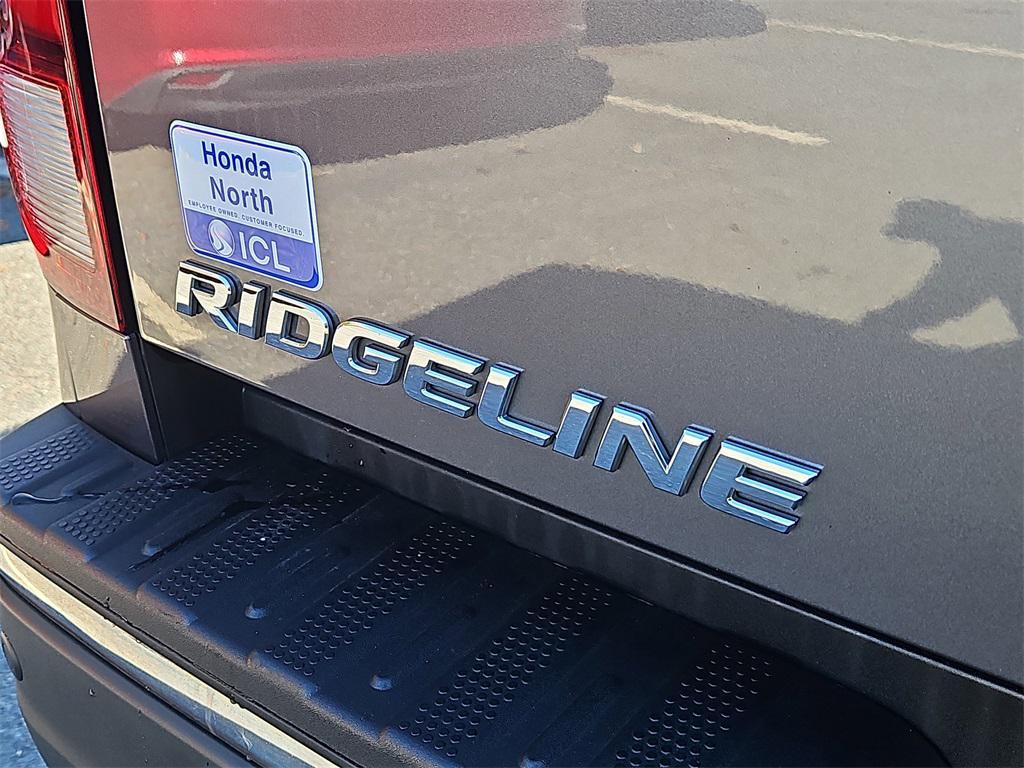 Honda
North
EMPLOYEE OWNED. CUSTOMER FOCUSED.
ICL
RIDGELINE